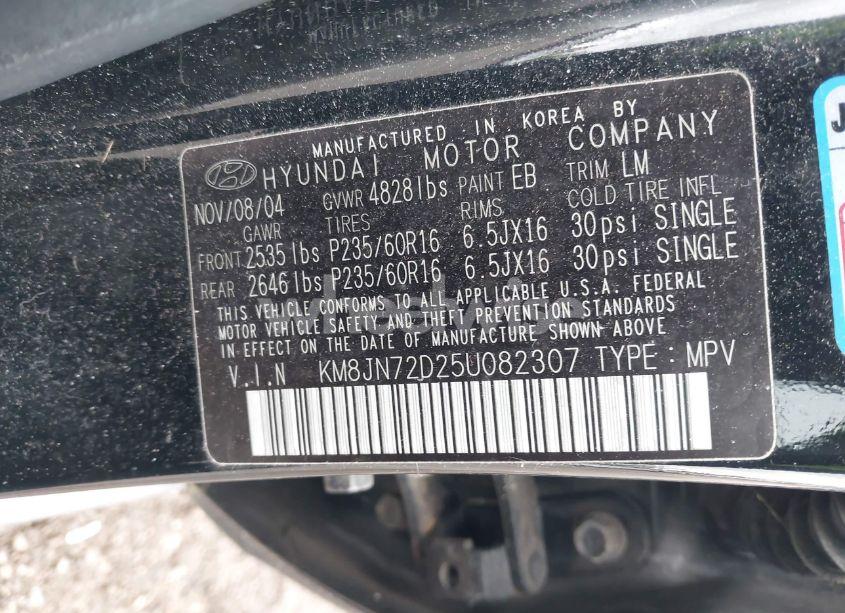 MANUFACTURED IN KOREA BY
HYUNDAI MOTOR COMPANY
NOV/08/04 GVWR 4828 lbs PAINT EB TRIM LM
GAWR TIRES RIMS COLD TIRE INFL
FRONT 2535 lbs P235/60R16 6.5JX16 30psi SINGLE
REAR 2646 lbs P235/60R16 6.5JX16 30psi SINGLE
THIS VEHICLE CONFORMS TO ALL APPLICABLE U.S.A. FEDERAL
MOTOR VEHICLE SAFETY AND THEFT PREVENTION STANDARDS
IN EFFECT ON THE DATE OF MANUFACTURE SHOWN ABOVE
V.I.N KM8JN72D25U082307 TYPE : MPV
J